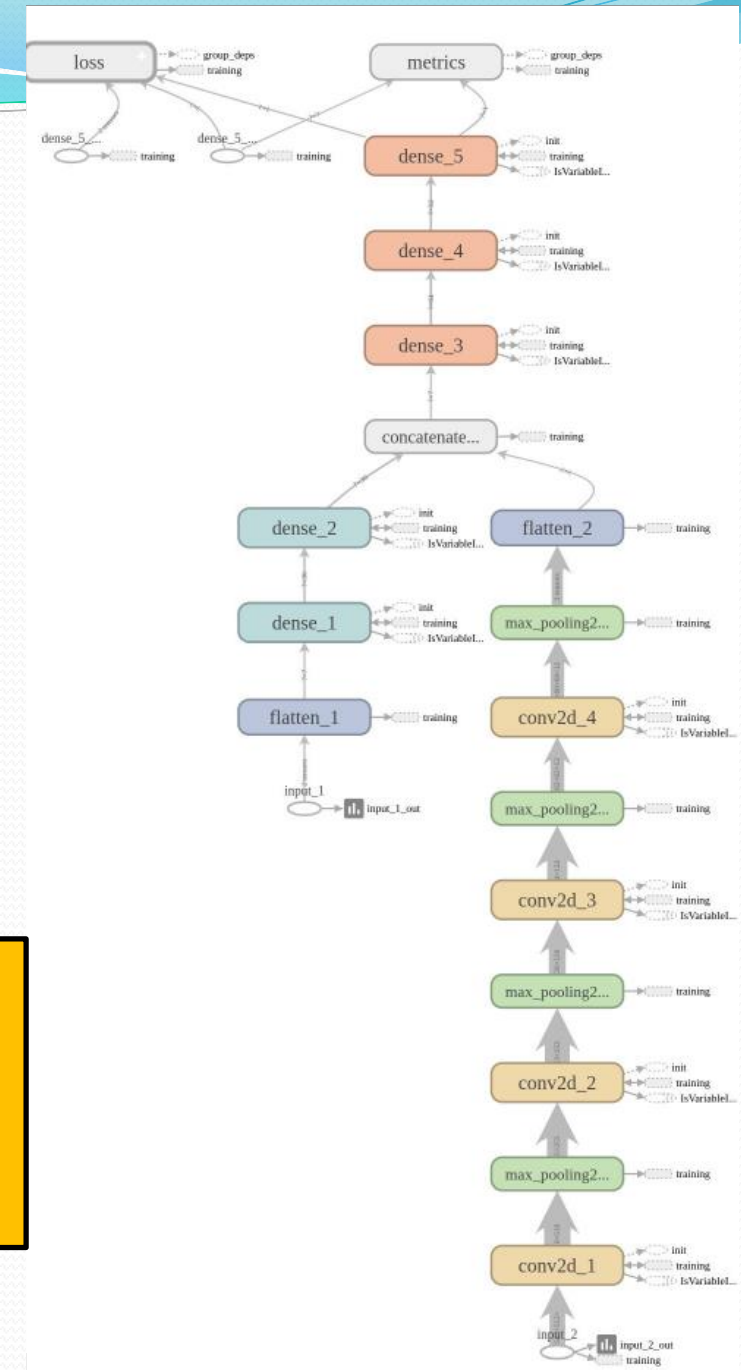 loss
group_deps
training
metrics
group_deps
training
dense_5_...
training
dense_5_...
training
dense_5
init
training
IsVariableI...
dense_4
init
training
IsVariableI...
dense_3
init
training
IsVariableI...
concatenate...
training
dense_2
init
training
IsVariableI...
flatten_2
training
dense_1
init
training
IsVariableI...
max_pooling2...
training
flatten_1
training
conv2d_4
init
training
IsVariableI...
input_1
input_1_out
max_pooling2...
training
conv2d_3
init
training
IsVariableI...
max_pooling2...
training
conv2d_2
init
training
IsVariableI...
max_pooling2...
training
conv2d_1
init
training
IsVariableI...
input_2
input_2_out
training